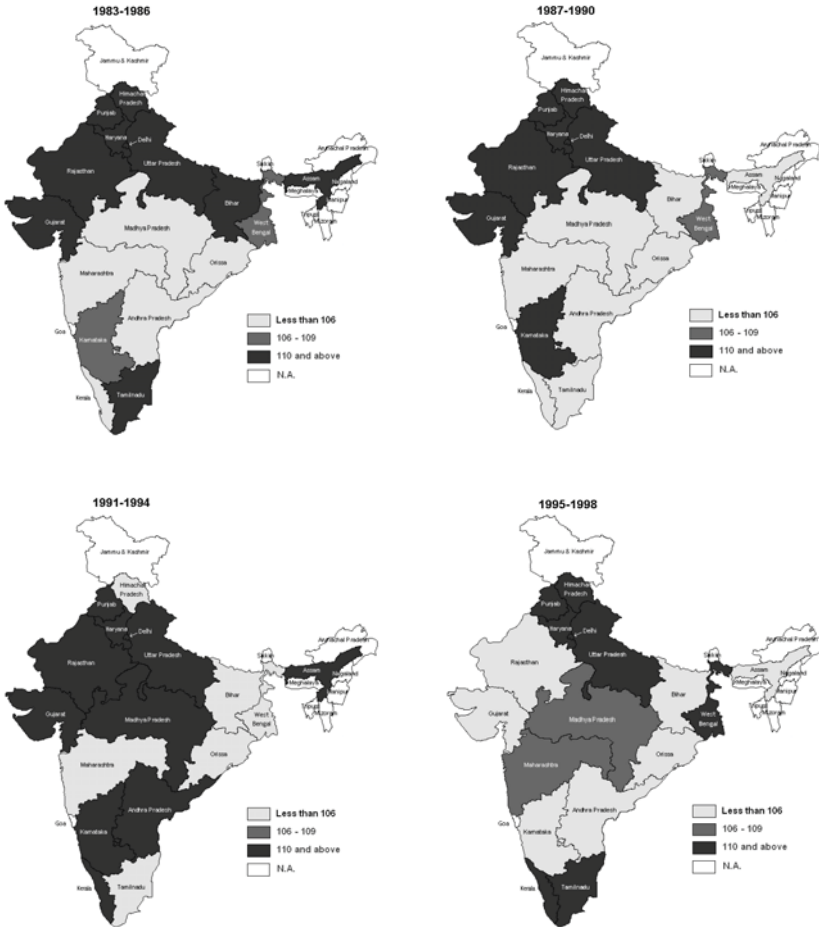 1983-1986
Jammu & Kashmir
Himachal
Pradesh
Punjab
Haryana
Delhi
Rajasthan
Uttar Pradesh
Sikkim
Assam
Nagaland
Meghalaya
Manipur
Tripura
Mizoram
Bihar
Gujarat
Madhya Pradesh
West
Bengal
Orissa
Maharashtra
Andhra Pradesh
Goa
Karnataka
Kerala
Tamilnadu
Less than 106
106 - 109
110 and above
N.A.
1987-1990
Jammu & Kashmir
Himachal
Pradesh
Punjab
Haryana
Delhi
Rajasthan
Uttar Pradesh
Arunachal Pradesh
Sikkim
Assam
Nagaland
Meghalaya
Manipur
Tripura
Mizoram
Bihar
Gujarat
Madhya Pradesh
West
Bengal
Orissa
Maharashtra
Andhra Pradesh
Goa
Karnataka
Kerala
Less than 106
106 - 109
110 and above
N.A.
1991-1994
Jammu & Kashmir
Himachal
Pradesh
Punjab
Haryana
Delhi
Rajasthan
Uttar Pradesh
Arunachal Pradesh
Sikkim
Assam
Nagaland
Meghalaya
Manipur
Tripura
Mizoram
Bihar
Gujarat
Madhya Pradesh
West
Bengal
Orissa
Maharashtra
Andhra Pradesh
Goa
Karnataka
Kerala
Tamilnadu
Less than 106
106 - 109
110 and above
N.A.
1995-1998
Jammu & Kashmir
Himachal
Pradesh
Punjab
Haryana
Delhi
Rajasthan
Uttar Pradesh
Arunachal Pradesh
Sikkim
Assam
Nagaland
Meghalaya
Manipur
Tripura
Mizoram
Bihar
Gujarat
Madhya Pradesh
West
Bengal
Orissa
Maharashtra
Andhra Pradesh
Goa
Karnataka
Kerala
Tamilnadu
Less than 106
106 - 109
110 and above
N.A.